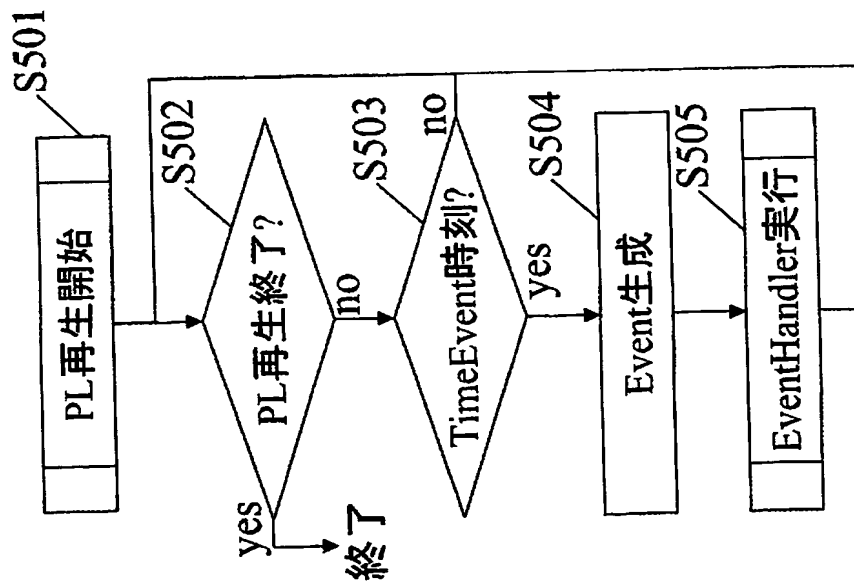 S501
PL再生開始
S502
PL再生終了?
yes
終了
no
S503
TimeEvent時刻?
no
yes
S504
Event生成
S505
EventHandler実行